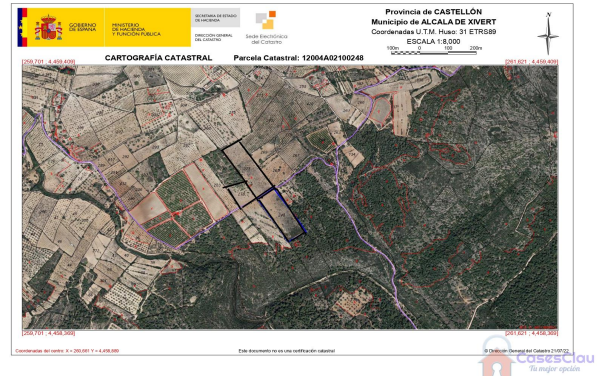 GOBIERNO
DE ESPAÑA
MINISTERIO
DE HACIENDA
Y FUNCIÓN PÚBLICA
SECRETARÍA DE ESTADO
DE HACIENDA
DIRECCIÓN GENERAL
DEL CATASTRO
Sede Electrónica
del Catastro
Provincia de CASTELLÓN
Municipio de ALCALA DE XIVERT
Coordenadas U.T.M. Huso: 31 ETRS89
ESCALA 1:8,000
100m 0 100 200m
N
CARTOGRAFÍA CATASTRAL
Parcela Catastral: 12004A02100248
[259,701 ; 4,459,409]
[261,621 ; 4,459,409]
[259,701 ; 4,458,369]
[261,621 ; 4,458,369]
Coordenadas del centro: X = 260,661 Y = 4,458,889
Este documento no es una certificación catastral
© Dirección General del Catastro 21/07/22
CasesClau
Tu mejor opción